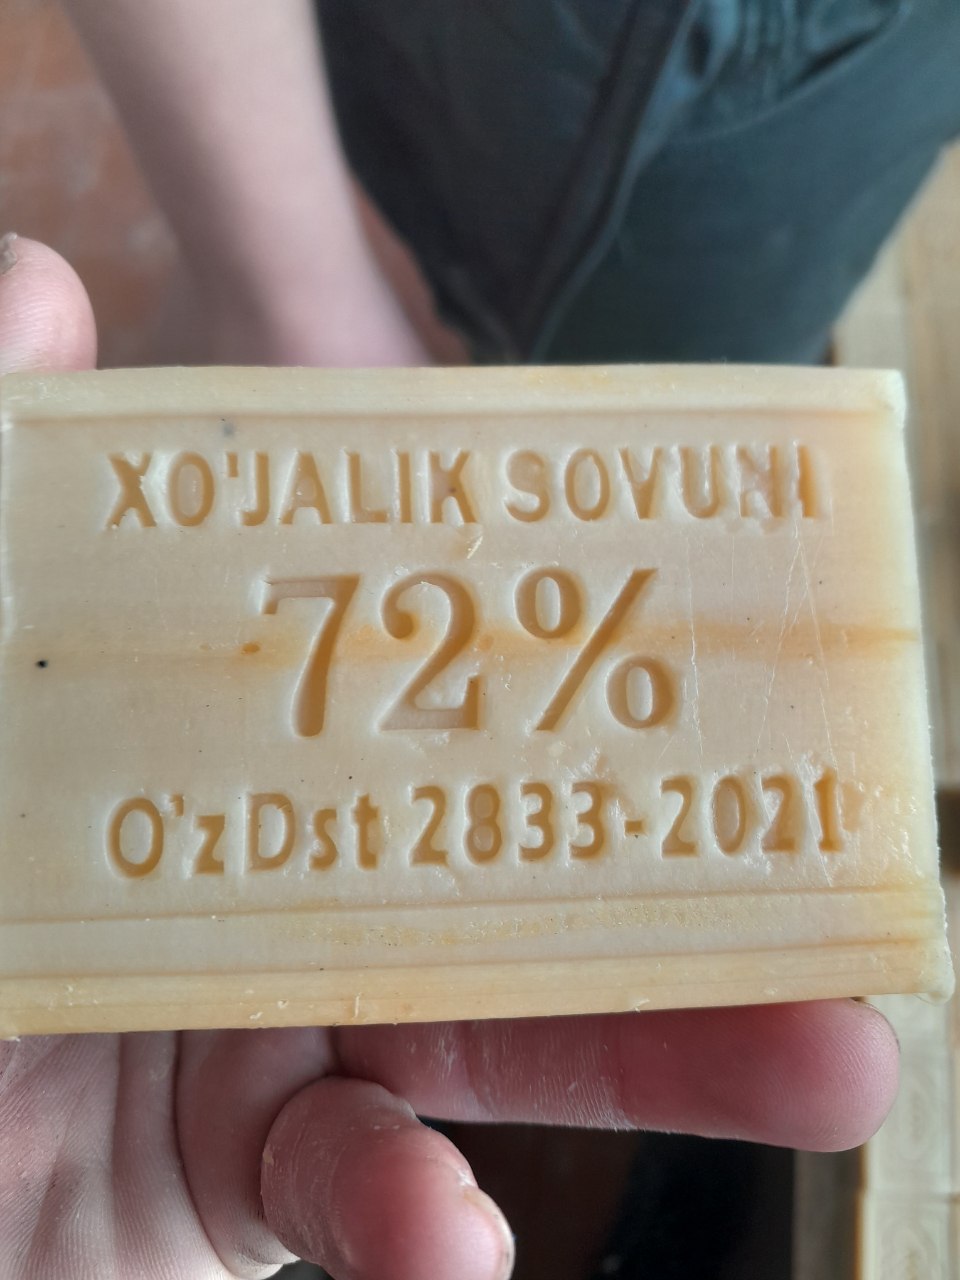 XO'JALIK SOVUNI
72%
O'zDst 2833-2021